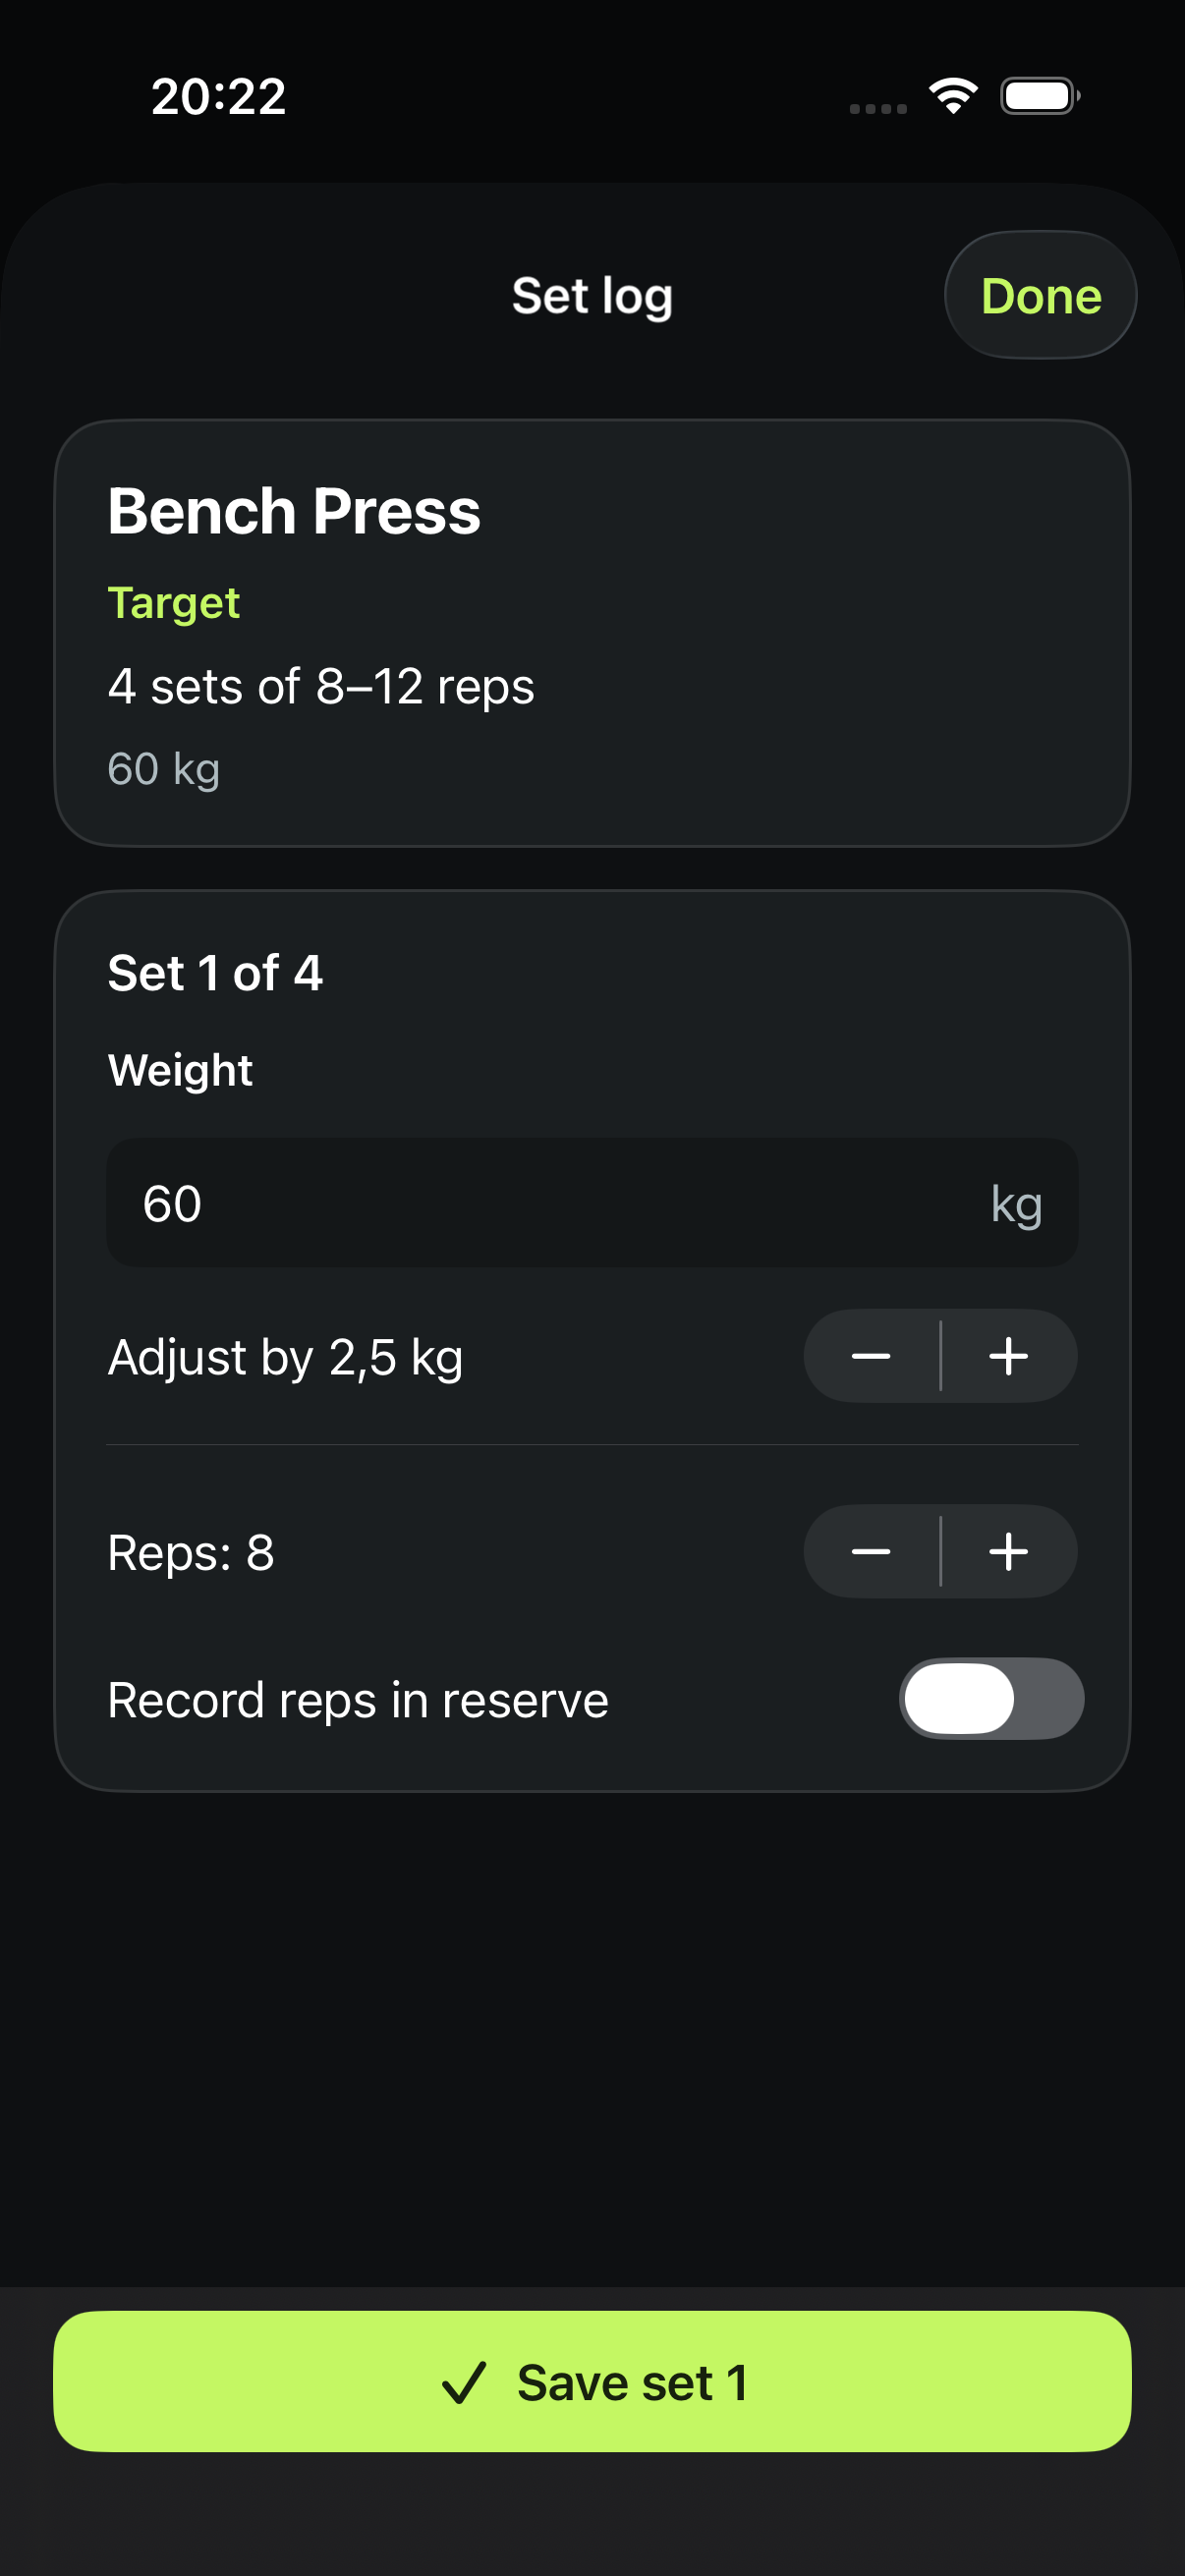 20:22
Set log
Done
Bench Press
Target
4 sets of 8–12 reps
60 kg
Set 1 of 4
Weight
60 kg
Adjust by 2,5 kg
Reps: 8
Record reps in reserve
Save set 1